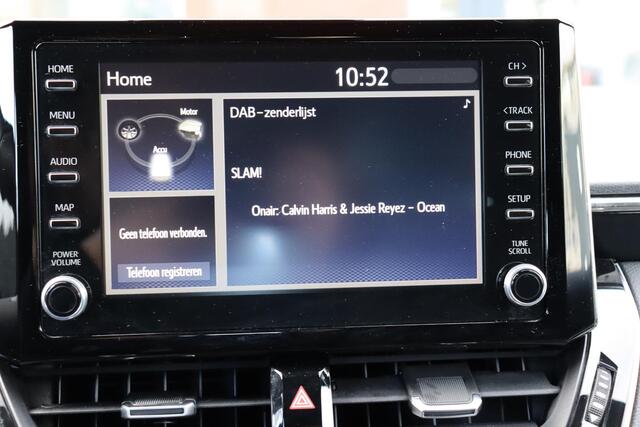 Home
10:52
HOME
MENU
AUDIO
MAP
POWER
VOLUME
Motor
Accu
Geen telefoon verbonden.
Telefoon registreren
DAB-zenderlijst
SLAM!
Onair: Calvin Harris & Jessie Reyez - Ocean
CH >
< TRACK
PHONE
SETUP
TUNE
SCROLL